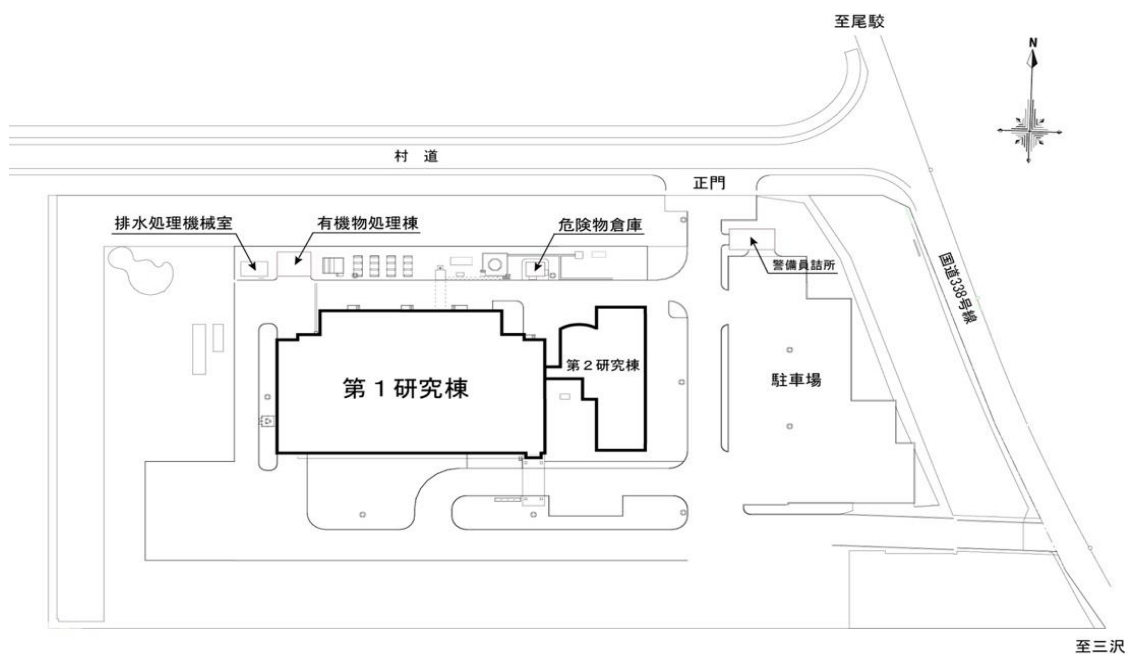 至尾駮
N
村 道
正門
排水処理機械室
有機物処理棟
危険物倉庫
警備員詰所
国道338号線
第1研究棟
第2研究棟
駐車場
至三沢